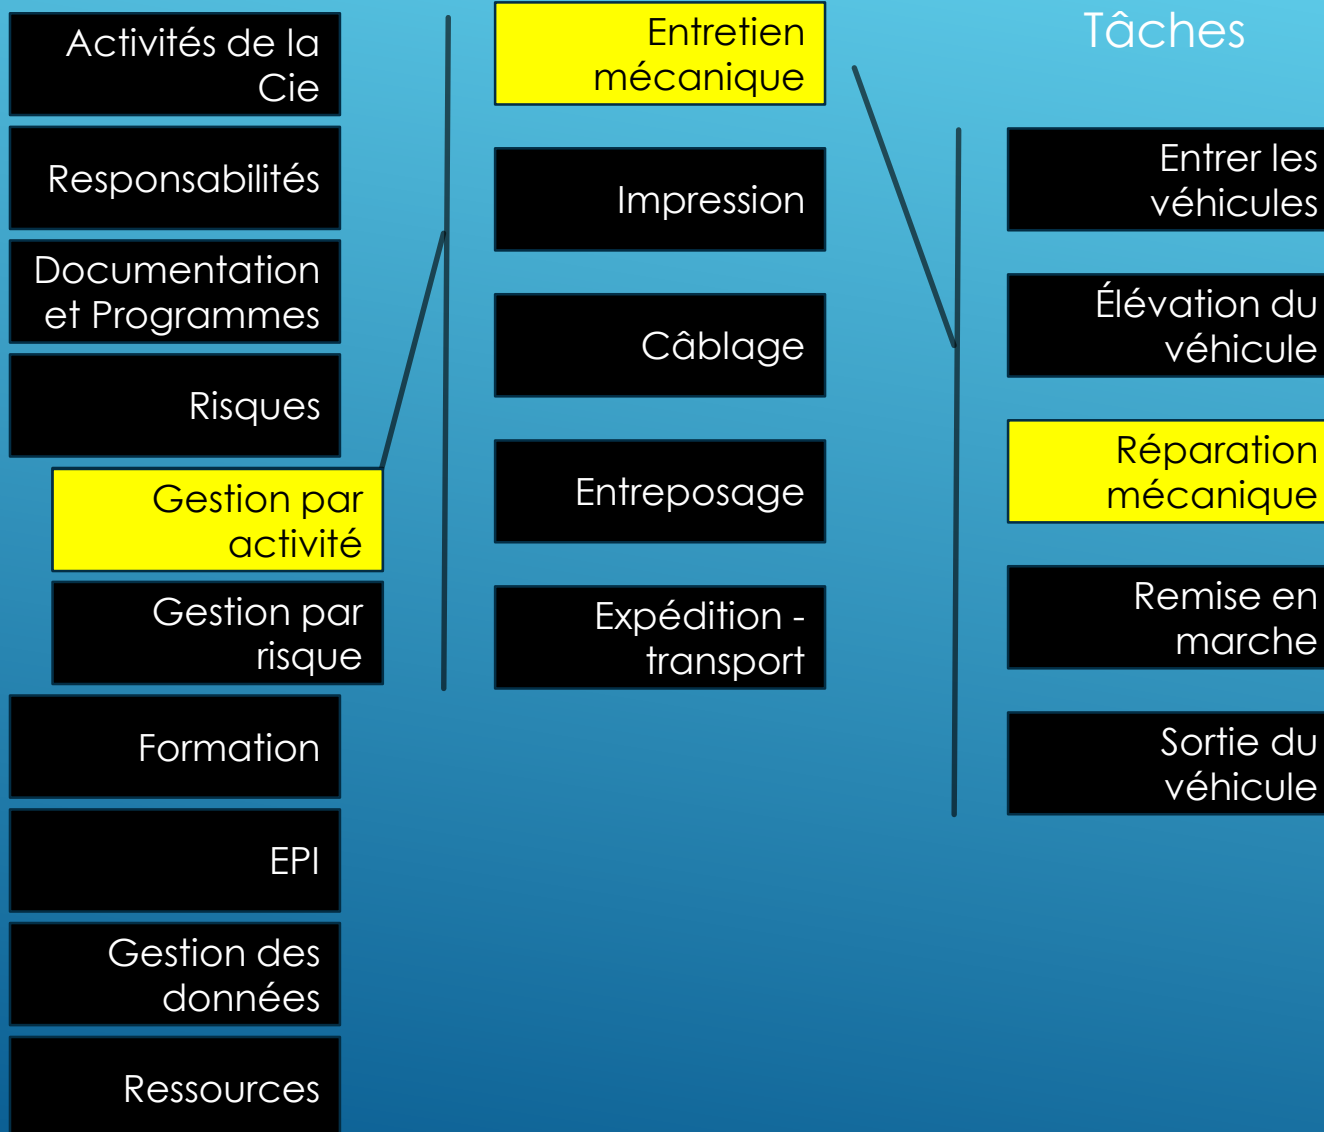 Activités de la
Cie
Responsabilités
Documentation
et Programmes
Risques
Gestion par
activité
Gestion par
risque
Formation
EPI
Gestion des
données
Ressources
Entretien
mécanique
Impression
Câblage
Entreposage
Expédition -
transport
Tâches
Entrer les
véhicules
Élévation du
véhicule
Réparation
mécanique
Remise en
marche
Sortie du
véhicule